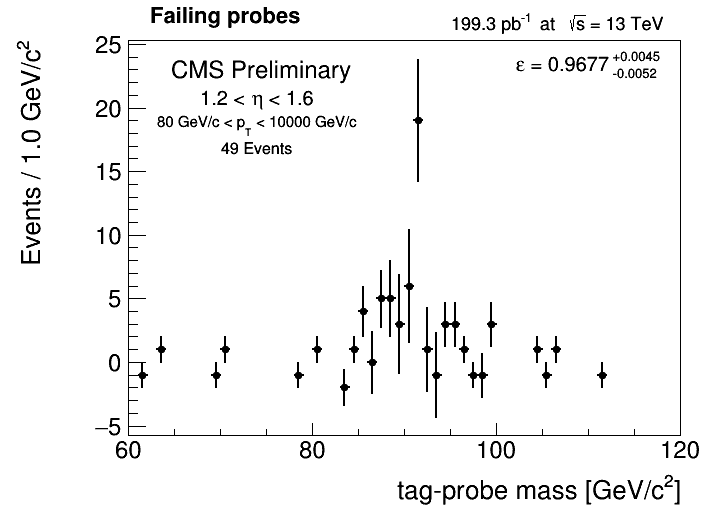 Failing probes
199.3 pb⁻¹ at √s = 13 TeV
CMS Preliminary
1.2 < η < 1.6
80 GeV/c < p_T < 10000 GeV/c
49 Events
ε = 0.9677 +0.0045 -0.0052
Events / 1.0 GeV/c²
25
20
15
10
5
0
−5
60 80 100 120
tag-probe mass [GeV/c²]